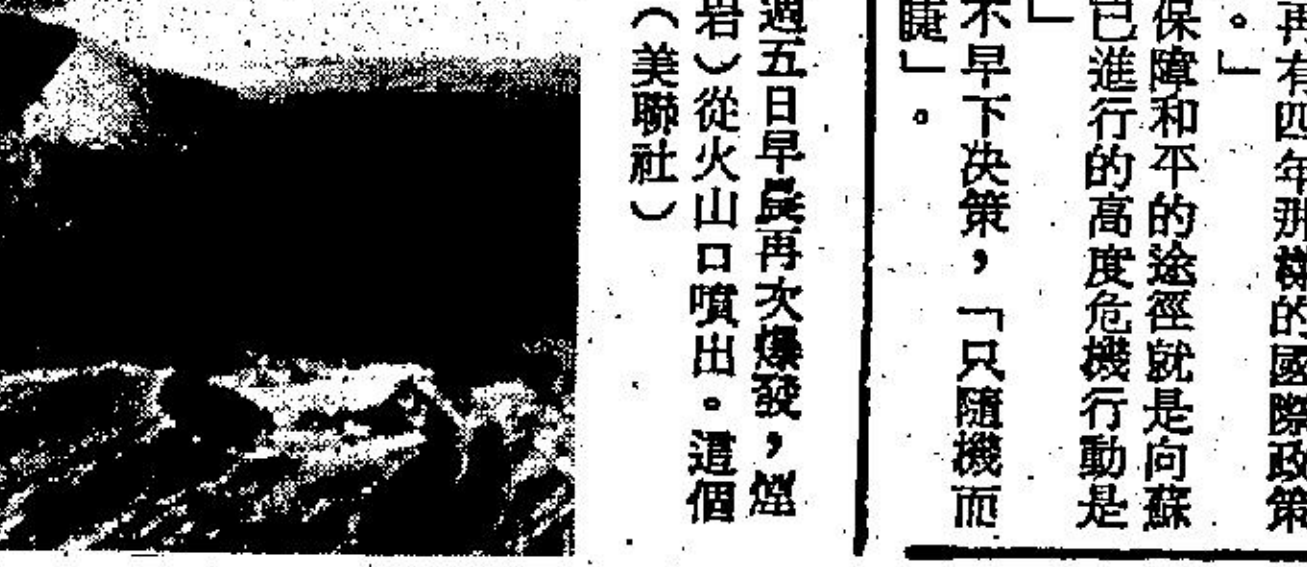 再有四年那樣的國際政策
。」
保障和平的途徑就是向蘇
已進行的高度危機行動是
」
不早下決策，「只隨機而
睫」。
週五日早晨再次爆發，煙
岩）從火山口噴出。這個
（美聯社）